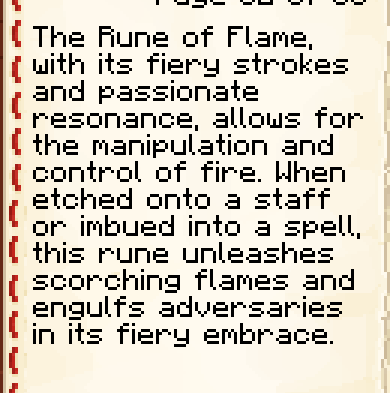 The Rune of Flame,
with its fiery strokes
and passionate
resonance, allows for
the manipulation and
control of fire. When
etched onto a staff
or imbued into a spell,
this rune unleashes
scorching flames and
engulfs adversaries
in its fiery embrace.